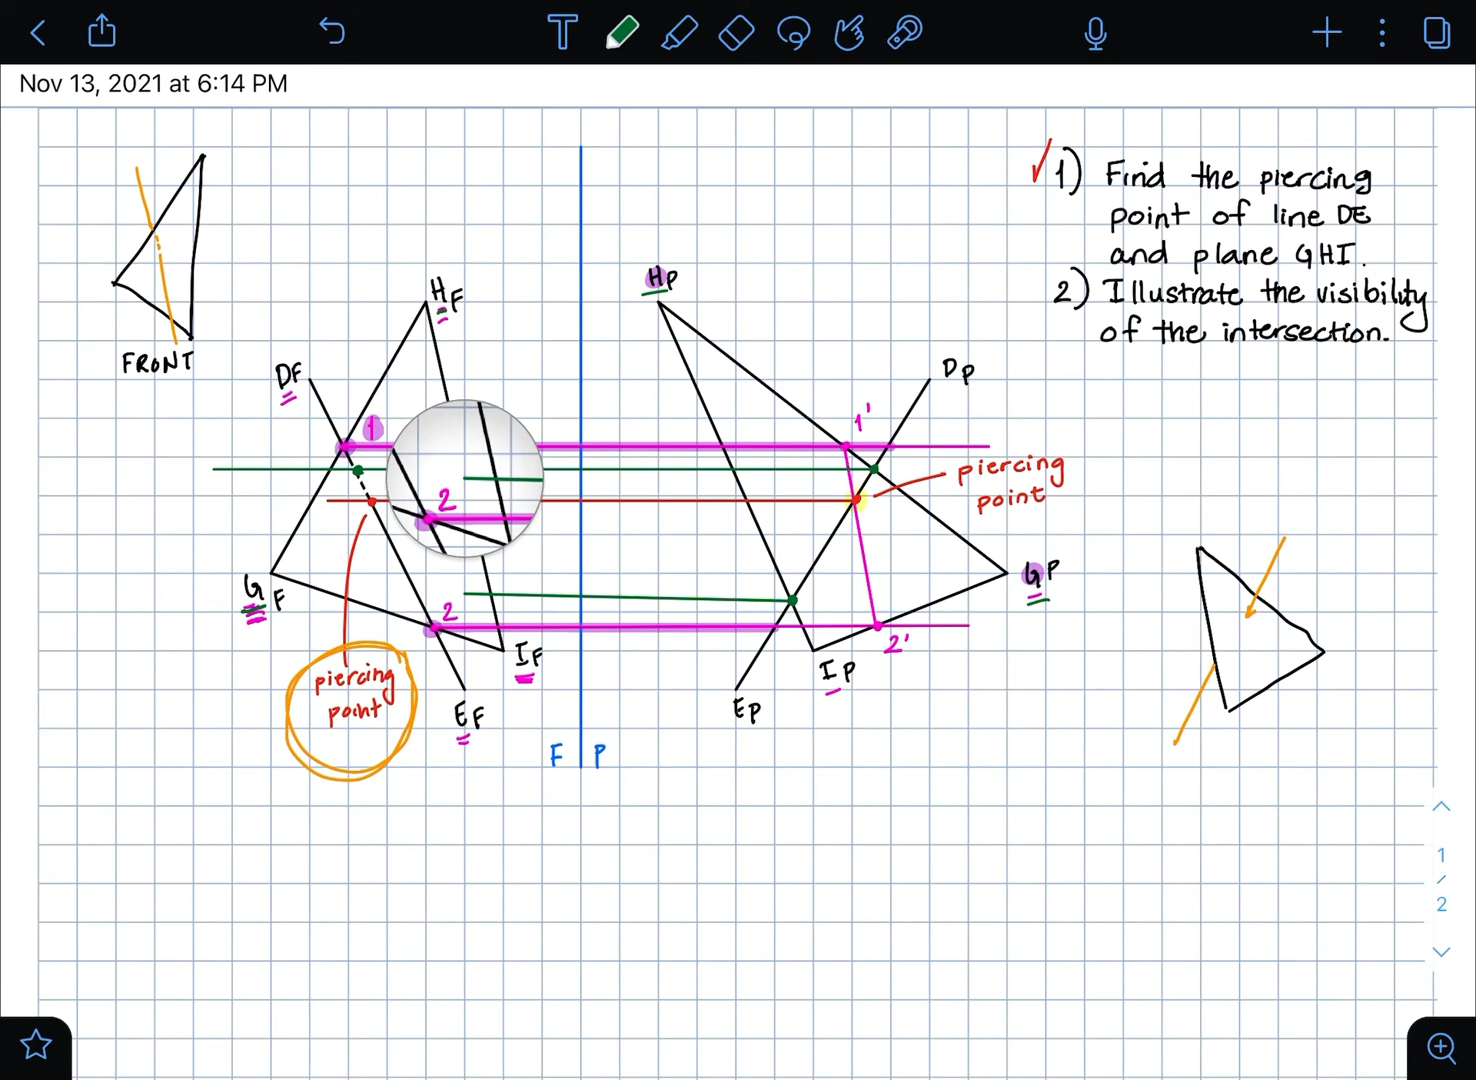 Nov 13, 2021 at 6:14 PM
1) Find the piercing
point of line DE
and plane GHI.
2) Illustrate the visibility
of the intersection.
FRONT
HF
HP
DF
DP
1
1'
2
piercing
point
GF
GP
2
2'
IF
IP
piercing
point
EF
EP
F P
1
/
2